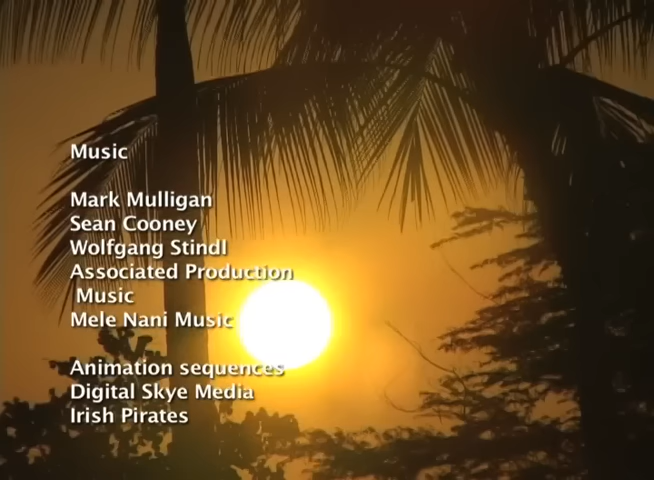 Music
Mark Mulligan
Sean Cooney
Wolfgang Stindl
Associated Production
Music
Mele Nani Music
Animation sequences
Digital Skye Media
Irish Pirates